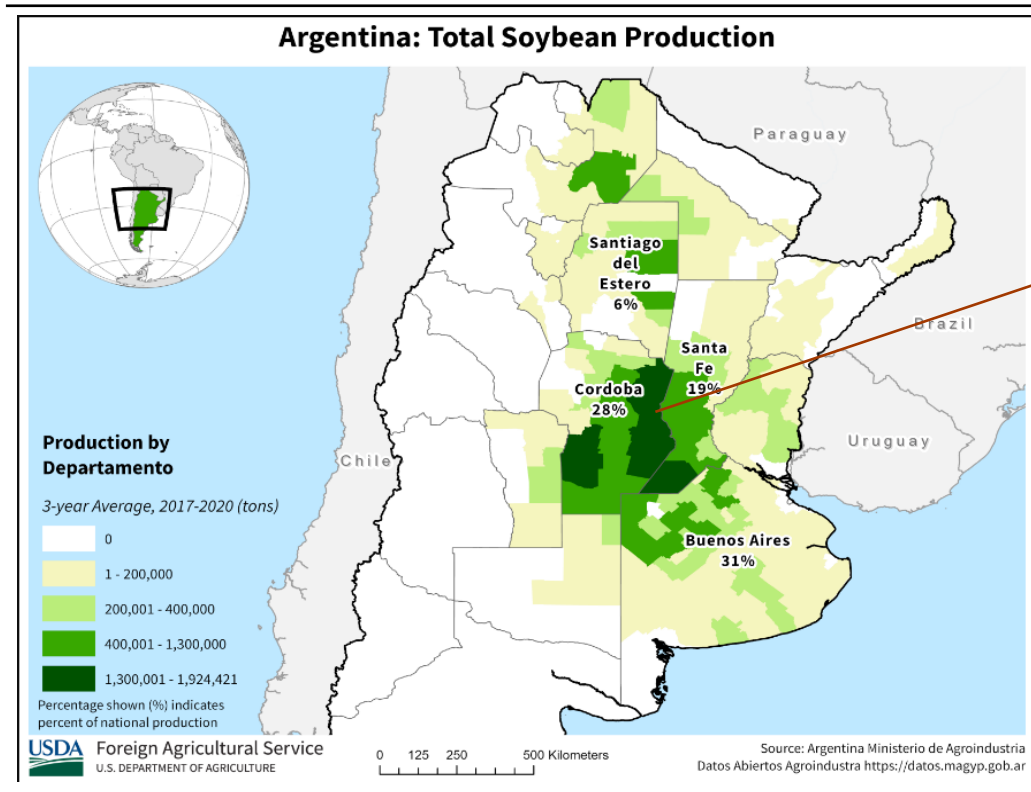 Argentina: Total Soybean Production
Paraguay
Santiago
del
Estero
6%
Brazil
Santa
Fe
19%
Cordoba
28%
Uruguay
Chile
Buenos Aires
31%
Production by
Departamento
3-year Average, 2017-2020 (tons)
0
1 - 200,000
200,001 - 400,000
400,001 - 1,300,000
1,300,001 - 1,924,421
Percentage shown (%) indicates
percent of national production
USDA Foreign Agricultural Service
U.S. DEPARTMENT OF AGRICULTURE
0 125 250 500 Kilometers
Source: Argentina Ministerio de Agroindustria
Datos Abiertos Agroindustra https://datos.magyp.gob.ar